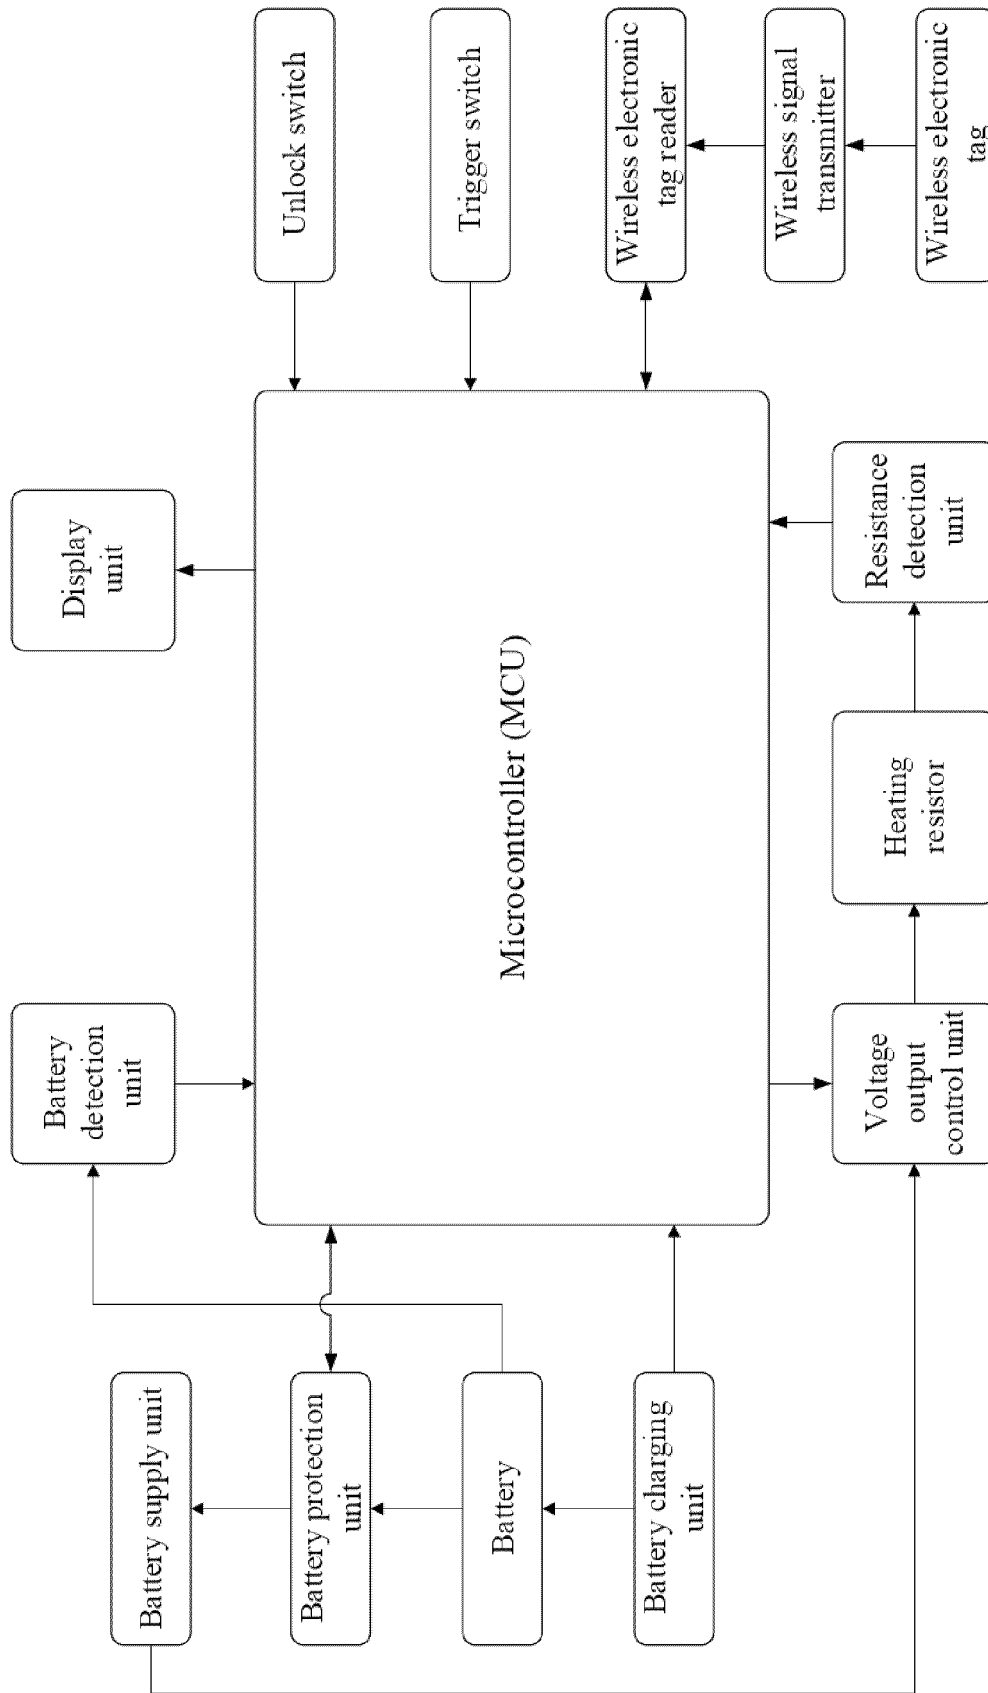 Battery supply unit
Battery protection
unit
Battery
Battery charging
unit
Battery
detection
unit
Display
unit
Microcontroller (MCU)
Voltage
output
control unit
Heating
resistor
Resistance
detection
unit
Unlock switch
Trigger switch
Wireless electronic
tag reader
Wireless signal
transmitter
Wireless electronic
tag